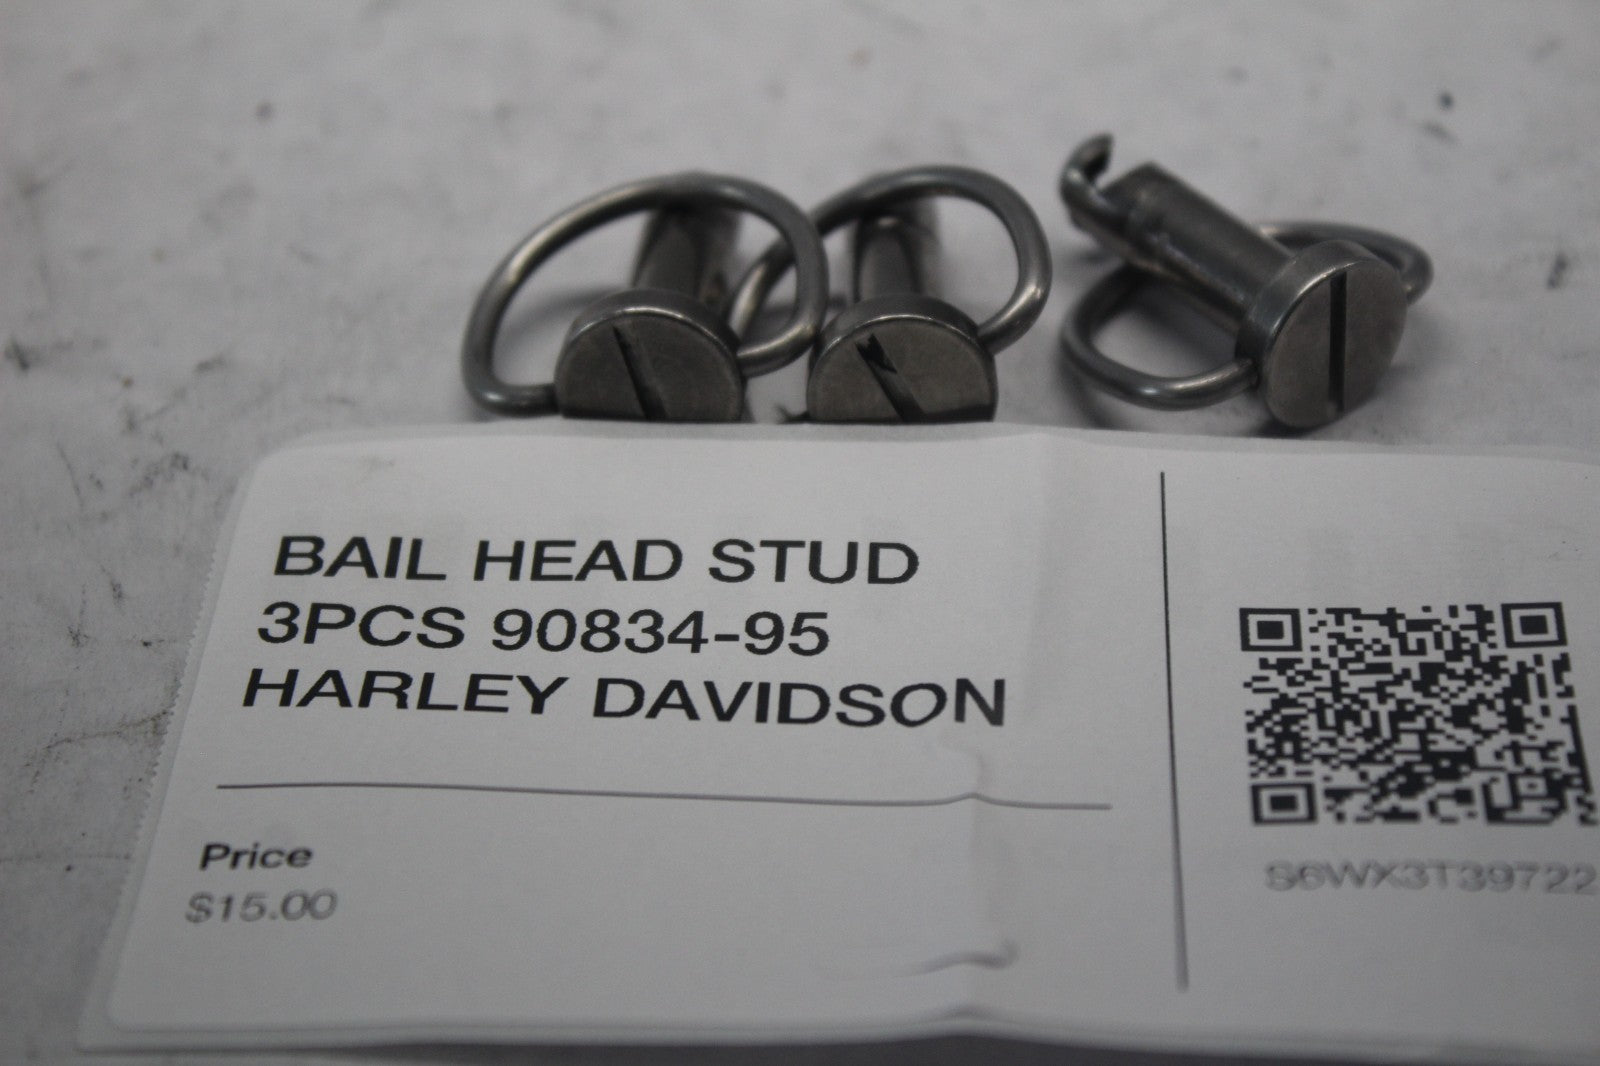 BAIL HEAD STUD
3PCS 90834-95
HARLEY DAVIDSON
Price
$15.00
S6WX3T39722